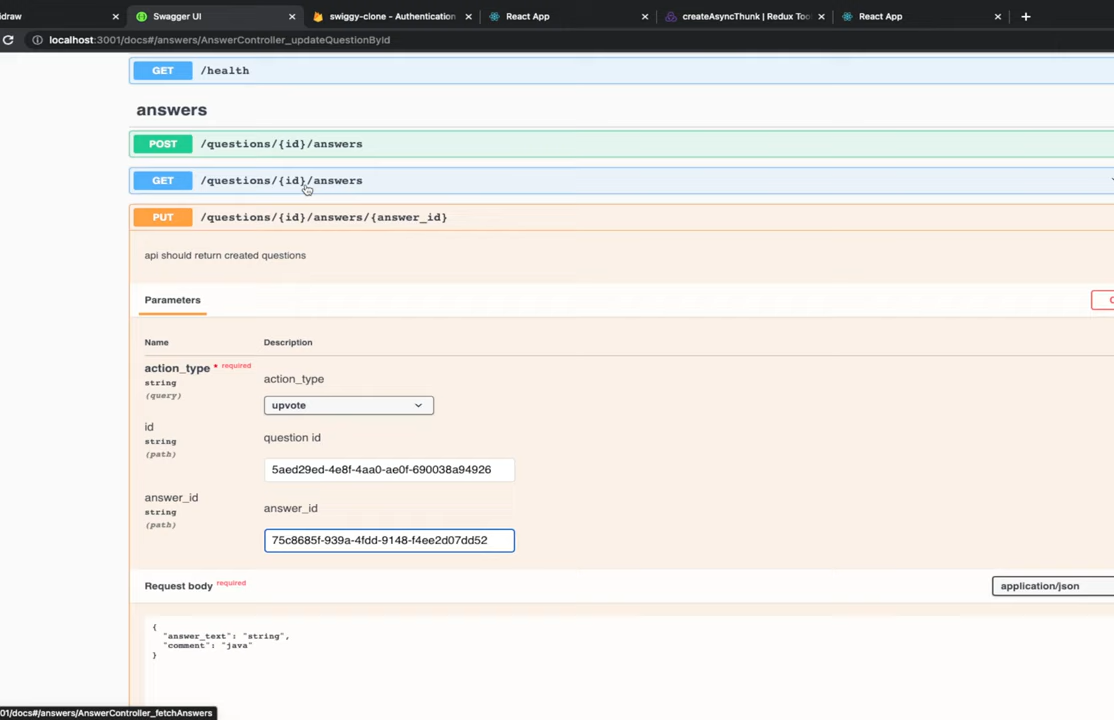 idraw
Swagger UI
swiggy-clone - Authentication
React App
createAsyncThunk | Redux Too
React App
localhost:3001/docs#/answers/AnswerController_updateQuestionById
GET /health
answers
POST /questions/{id}/answers
GET /questions/{id}/answers
PUT /questions/{id}/answers/{answer_id}
api should return created questions
Parameters
Name Description
action_type * required
string
(query)
action_type
upvote
id
string
(path)
question id
5aed29ed-4e8f-4aa0-ae0f-690038a94926
answer_id
string
(path)
answer_id
75c8685f-939a-4fdd-9148-f4ee2d07dd52
Request body required
application/json
{
"answer_text": "string",
"comment": "java"
}
01/docs#/answers/AnswerController_fetchAnswers